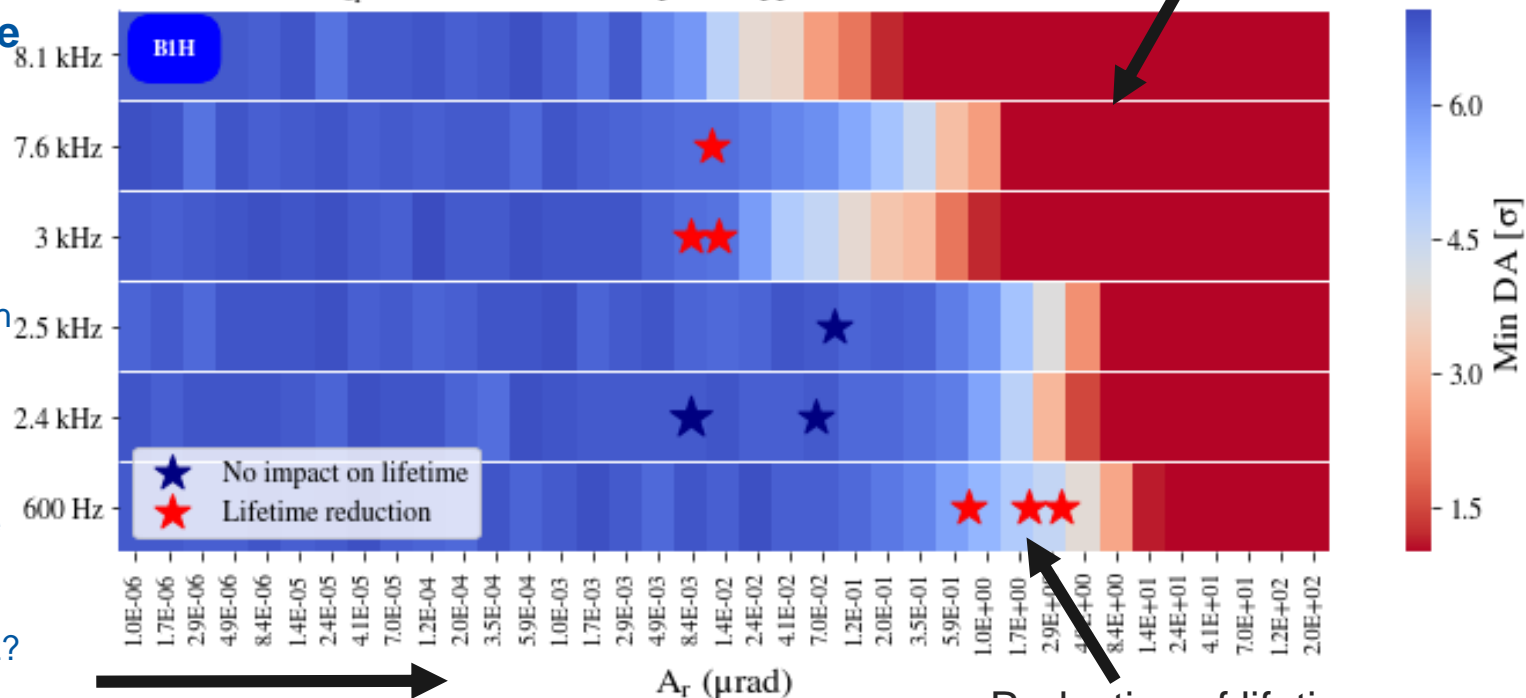 e
B1H
8.1 kHz
7.6 kHz
3 kHz
2.5 kHz
2.4 kHz
600 Hz
No impact on lifetime
Lifetime reduction
1.0E-06 1.7E-06 2.9E-06 4.9E-06 8.4E-06 1.4E-05 2.4E-05 4.1E-05 7.0E-05 1.2E-04 2.0E-04 3.5E-04 5.9E-04 1.0E-03 1.7E-03 2.9E-03 4.9E-03 8.4E-03 1.4E-02 2.4E-02 4.1E-02 7.0E-02 1.2E-01 2.0E-01 3.5E-01 5.9E-01 1.0E+00 1.7E+00 8.4E+00 1.4E+01 2.4E+01 4.1E+01 7.0E+01 1.2E+02 2.0E+02
Ar (μrad)
6.0
4.5
3.0
1.5
Min DA [σ]